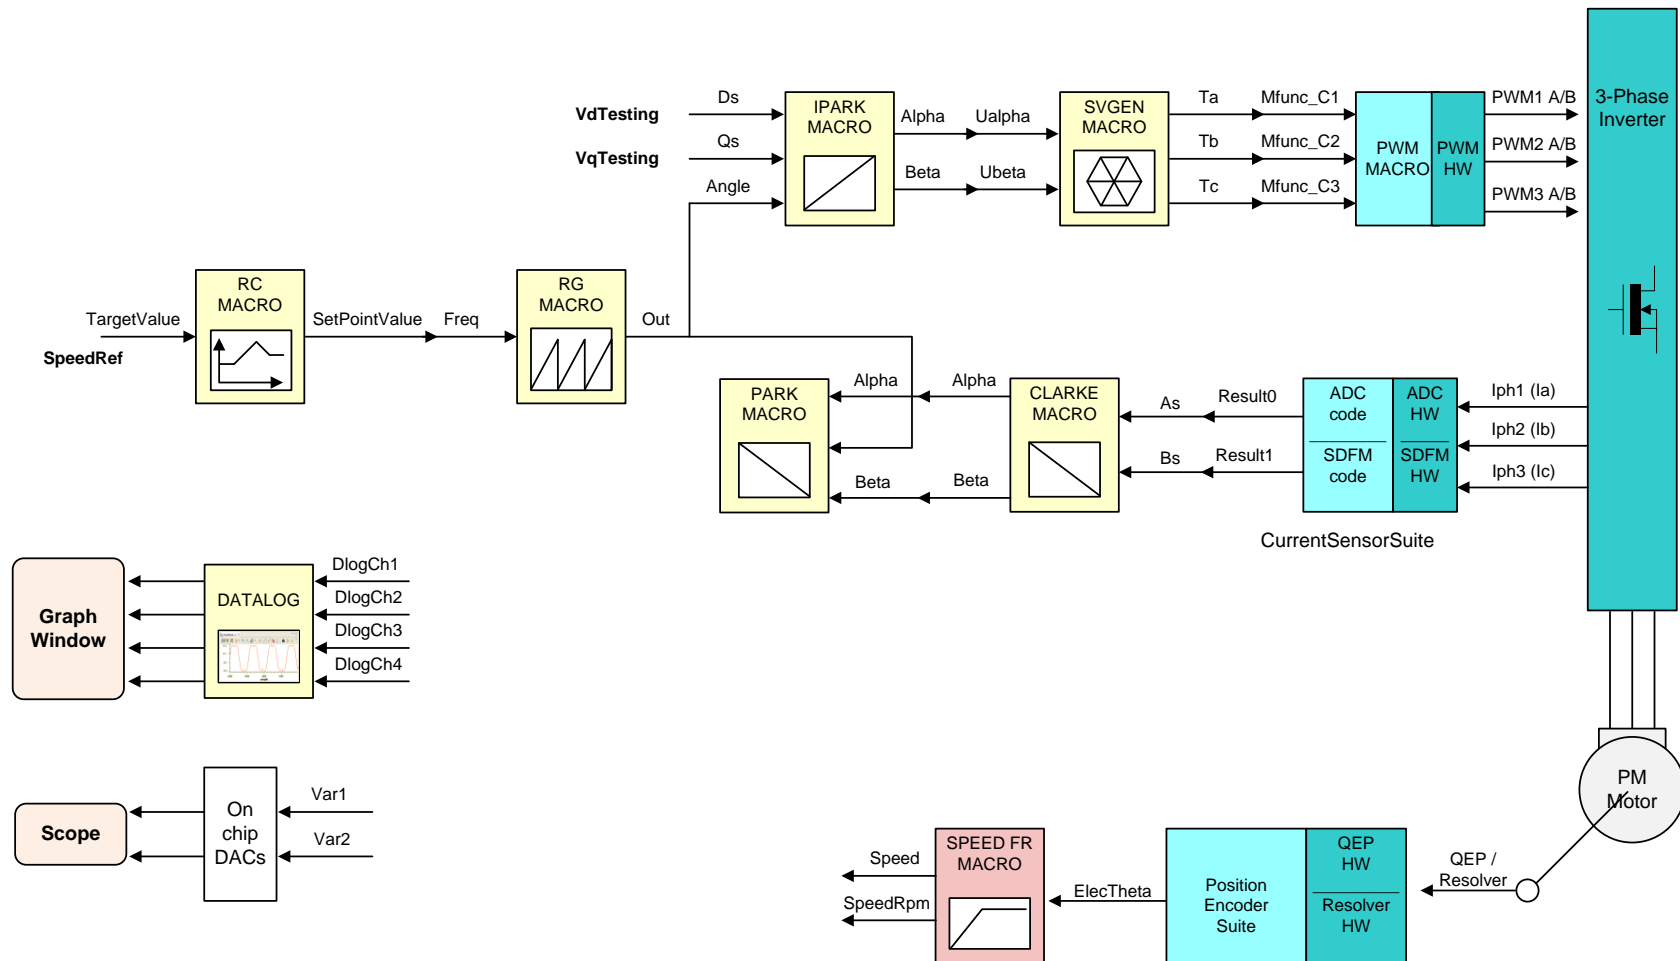 Ds
VdTesting
Qs
VqTesting
Angle
IPARK
MACRO
Alpha
Ualpha
Beta
Ubeta
SVGEN
MACRO
Ta
Mfunc_C1
Tb
Mfunc_C2
Tc
Mfunc_C3
PWM
MACRO
PWM
HW
PWM1 A/B
PWM2 A/B
PWM3 A/B
3-Phase
Inverter
TargetValue
SpeedRef
RC
MACRO
SetPointValue
Freq
RG
MACRO
Out
PARK
MACRO
Alpha
Alpha
Beta
Beta
CLARKE
MACRO
As
Result0
Bs
Result1
ADC
code
SDFM
code
ADC
HW
SDFM
HW
Iph1 (Ia)
Iph2 (Ib)
Iph3 (Ic)
CurrentSensorSuite
Graph
Window
DATALOG
DlogCh1
DlogCh2
DlogCh3
DlogCh4
Scope
On
chip
DACs
Var1
Var2
Speed
SpeedRpm
SPEED FR
MACRO
ElecTheta
Position
Encoder
Suite
QEP
HW
Resolver
HW
QEP /
Resolver
PM
Motor